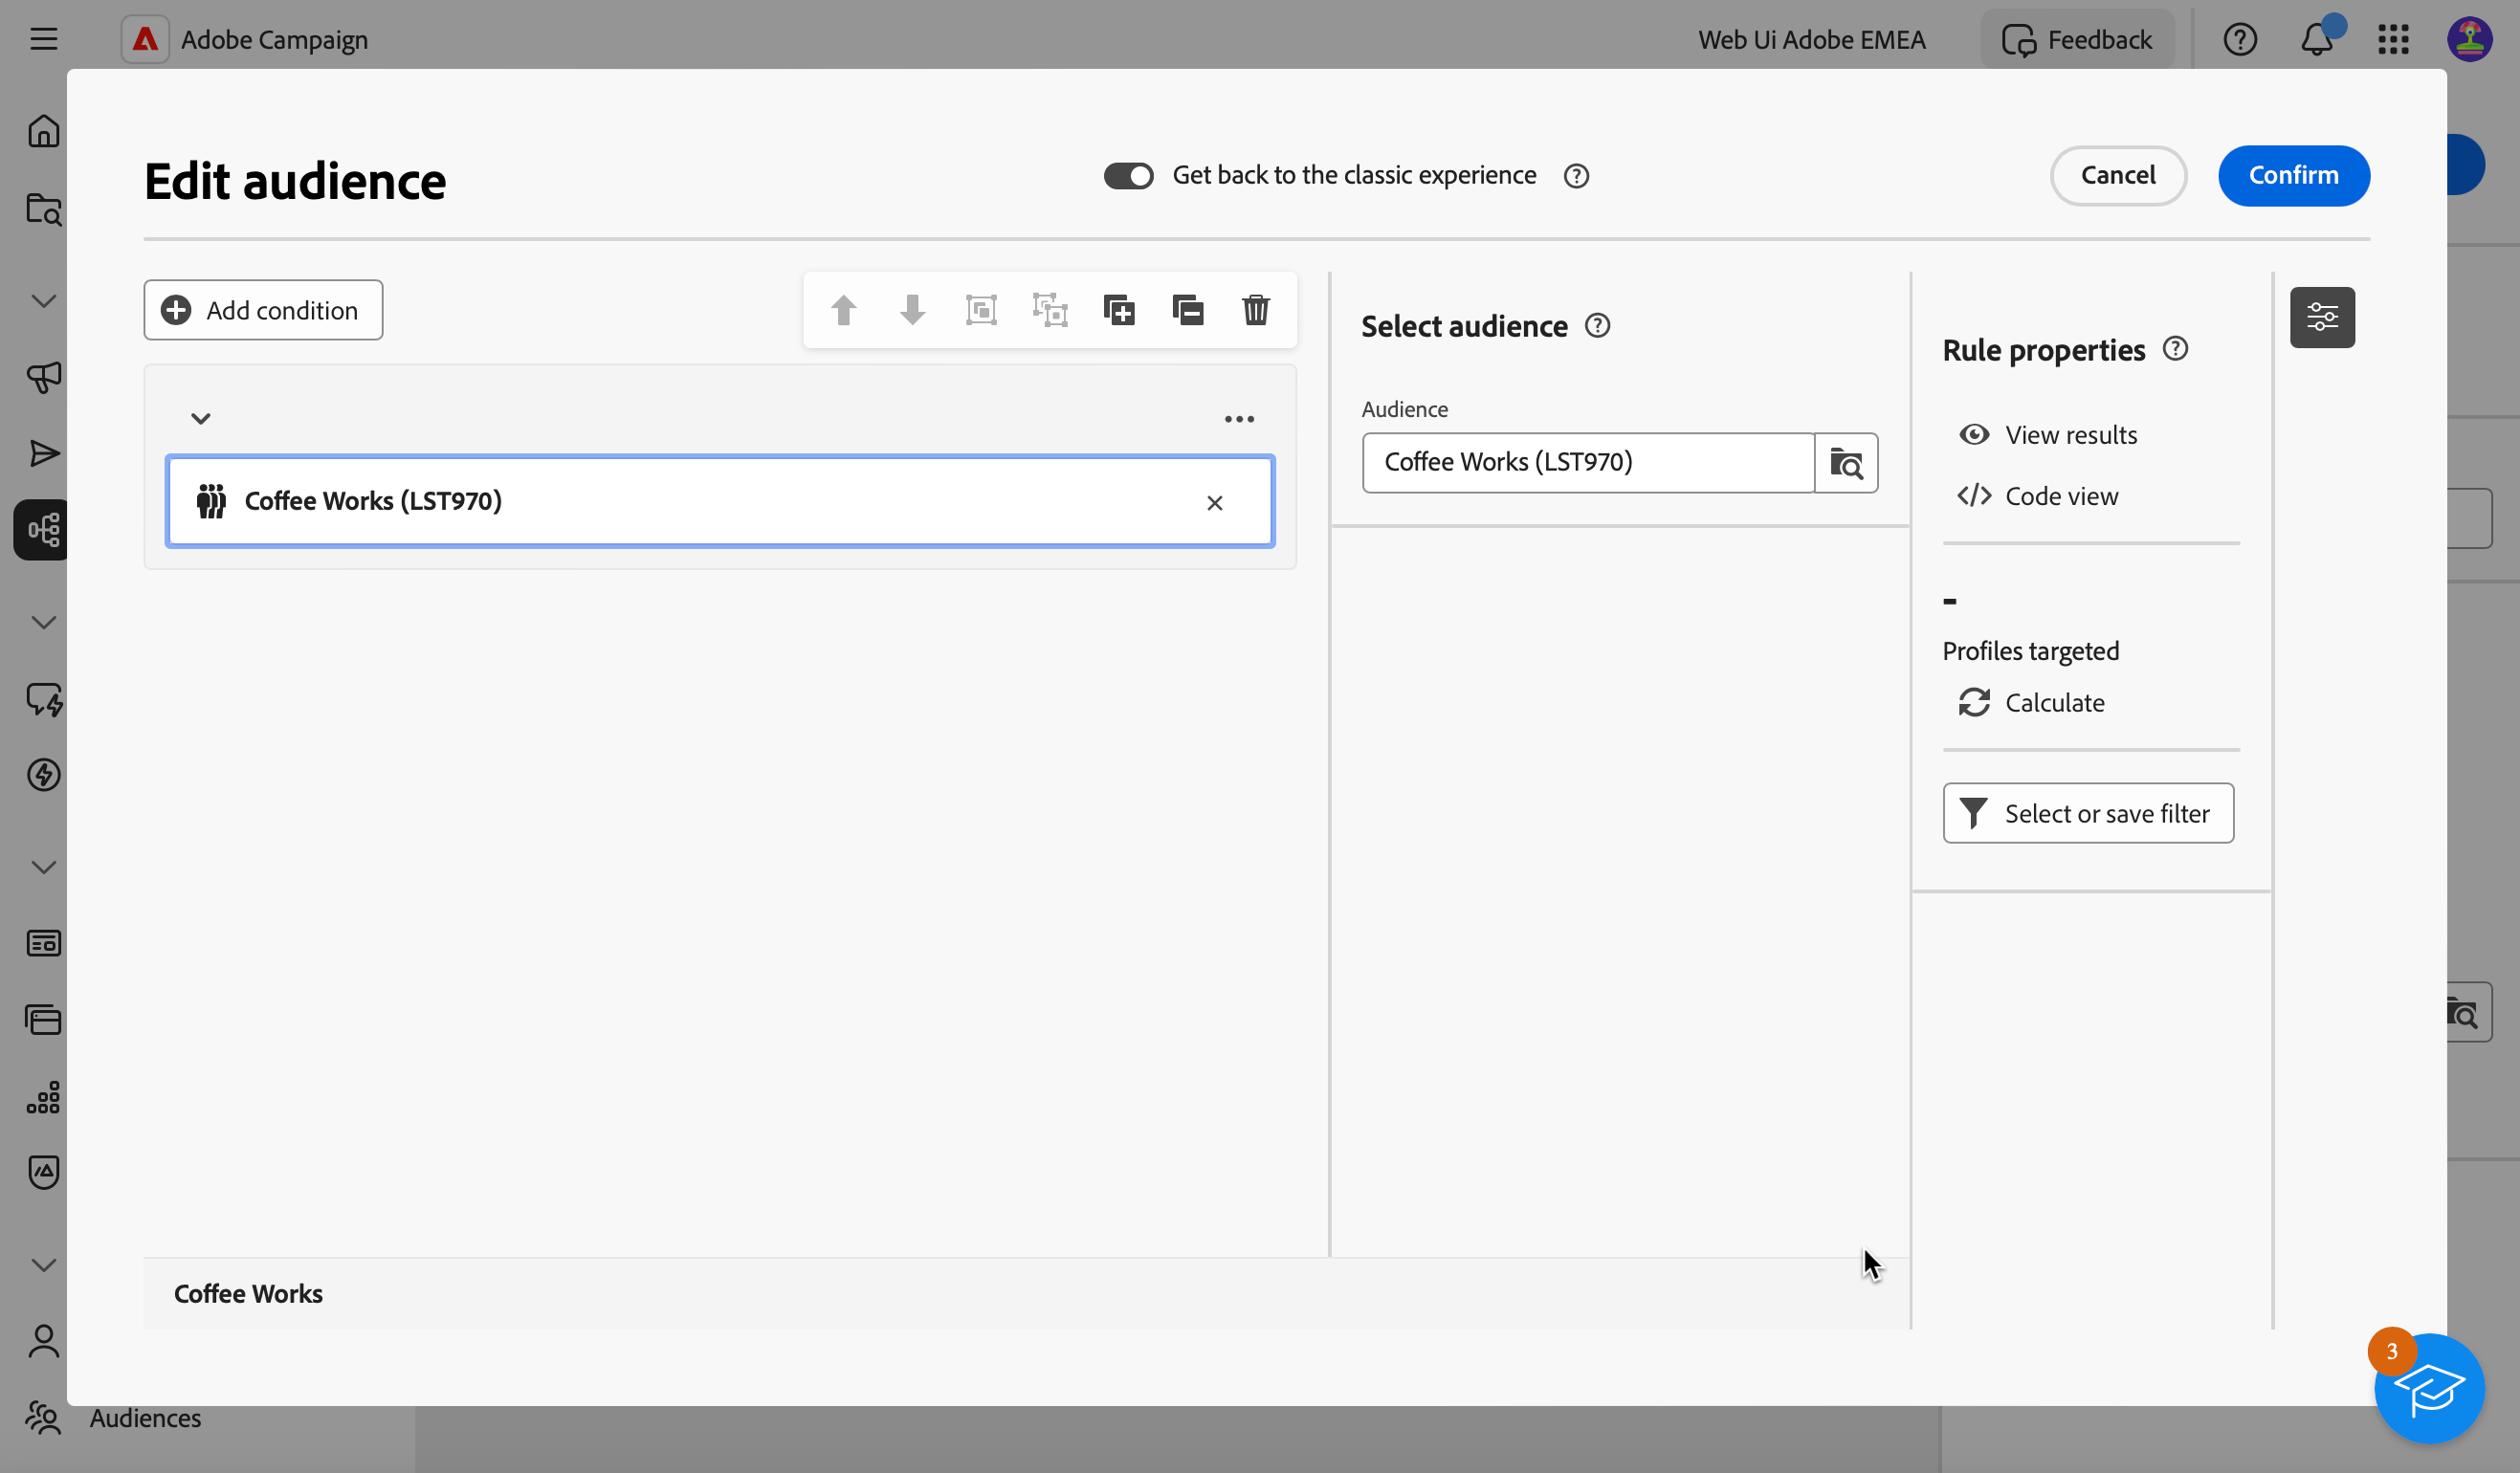 Adobe Campaign
Web Ui Adobe EMEA
Feedback
Edit audience
Get back to the classic experience
Cancel
Confirm
Add condition
Coffee Works (LST970)
Select audience
Audience
Coffee Works (LST970)
Rule properties
View results
Code view
-
Profiles targeted
Calculate
Select or save filter
Coffee Works
3
Audiences